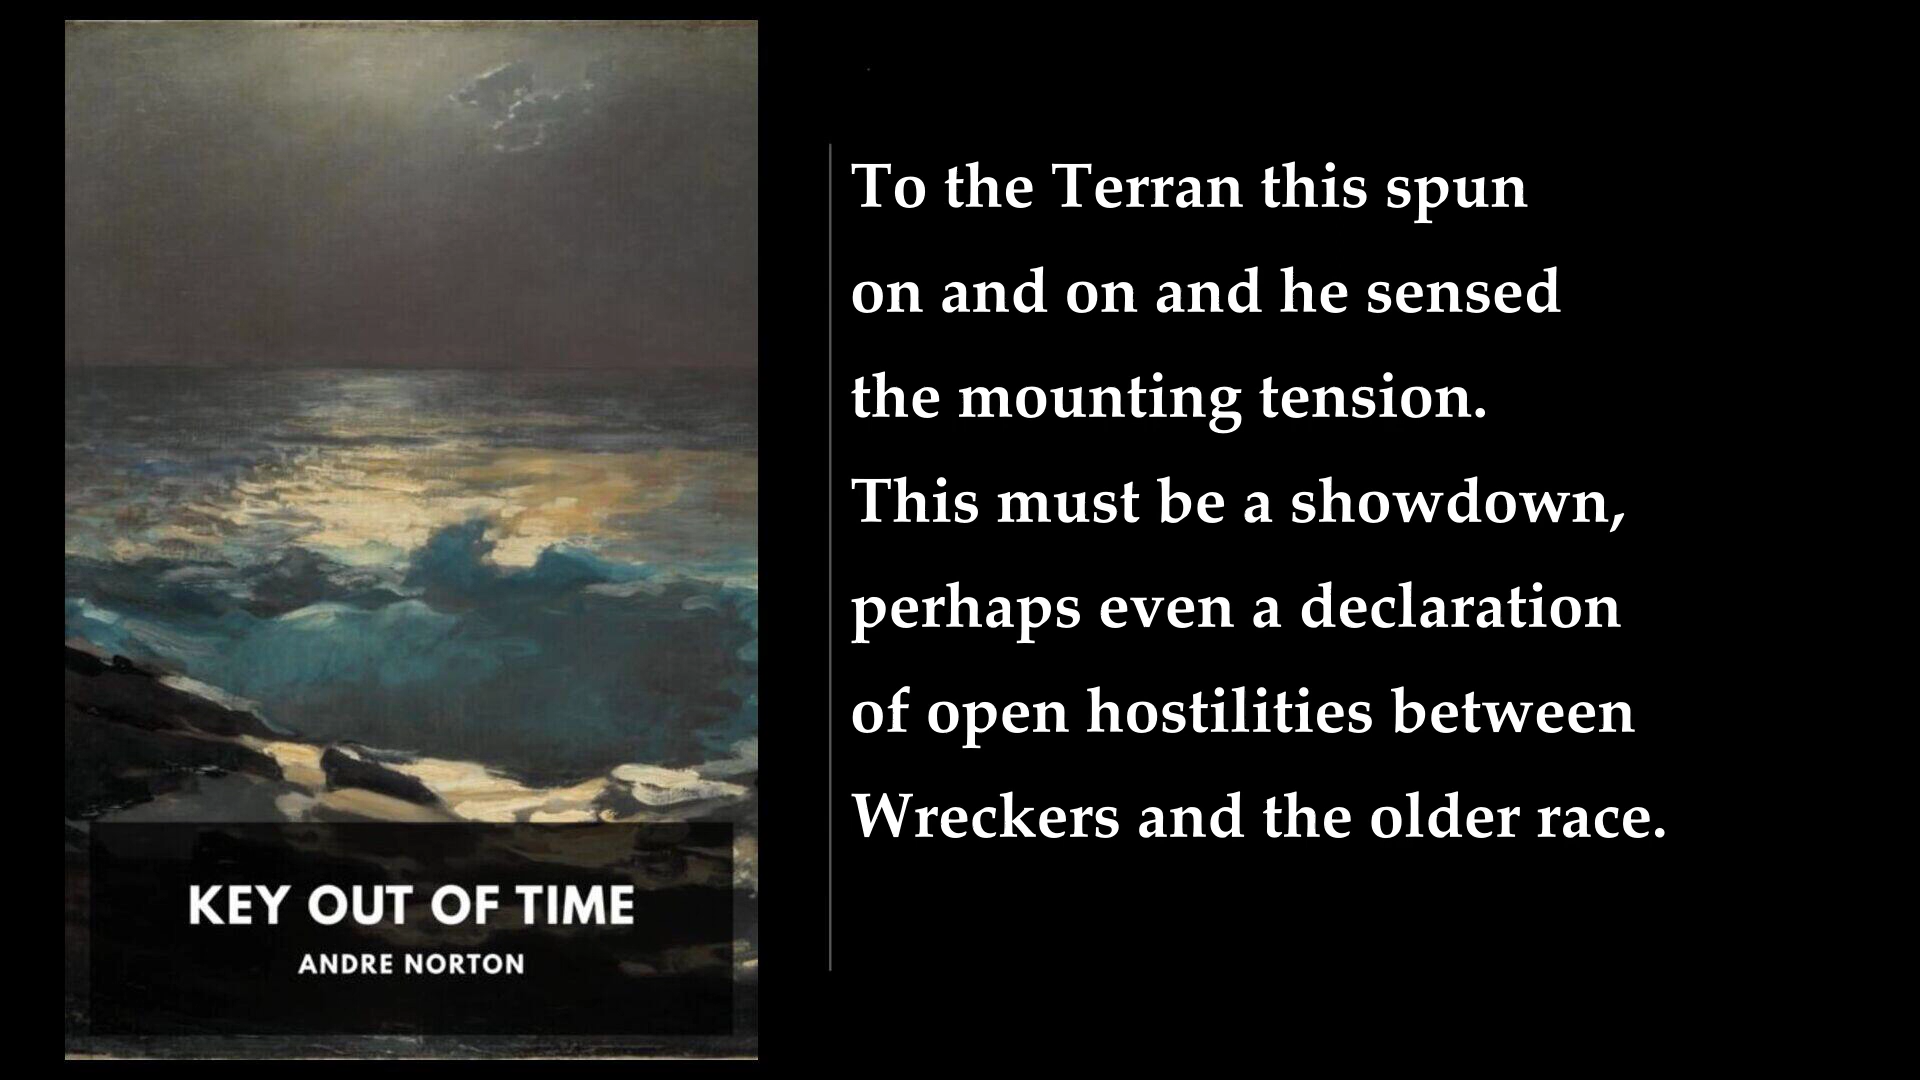 To the Terran this spun
on and on and he sensed
the mounting tension.
This must be a showdown,
perhaps even a declaration
of open hostilities between
Wreckers and the older race.
KEY OUT OF TIME
ANDRE NORTON